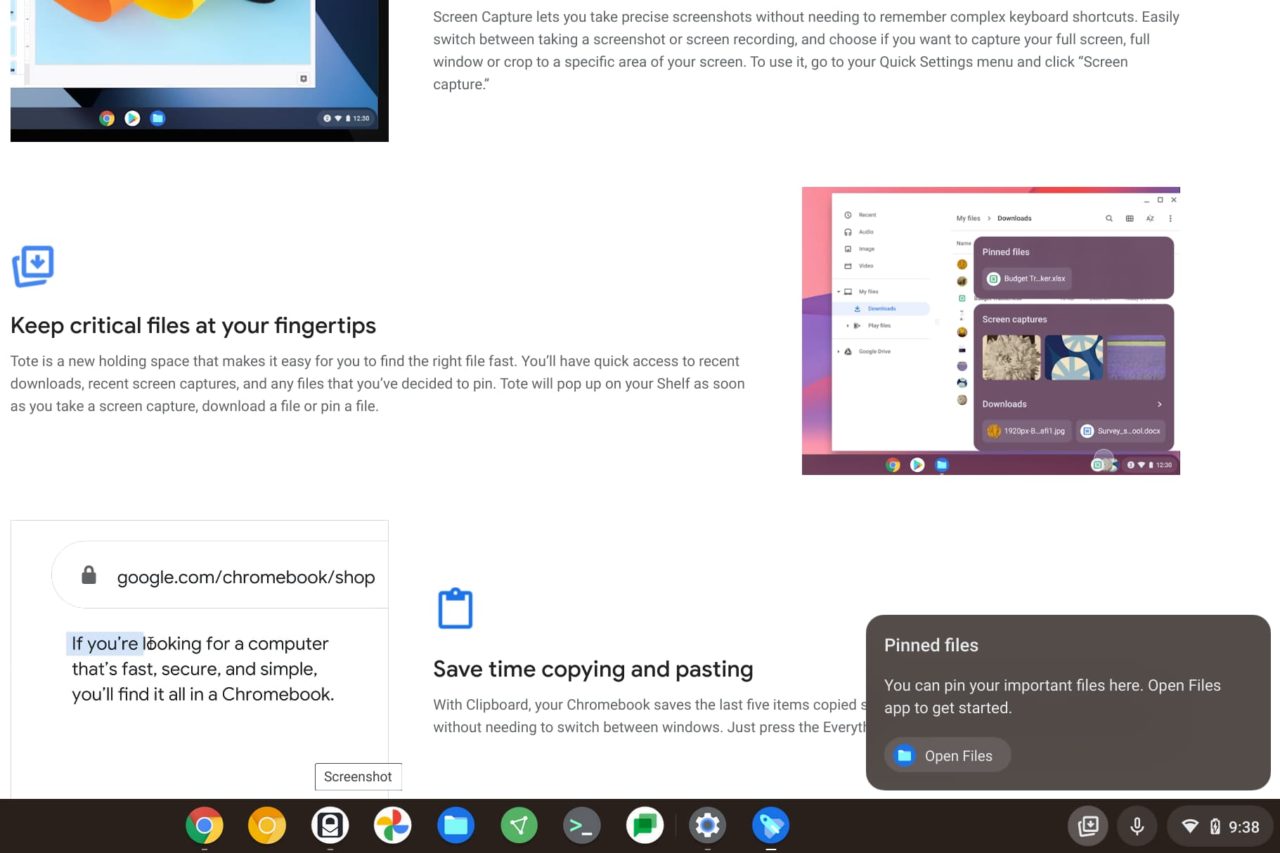 Screen Capture lets you take precise screenshots without needing to remember complex keyboard shortcuts. Easily
switch between taking a screenshot or screen recording, and choose if you want to capture your full screen, full
window or crop to a specific area of your screen. To use it, go to your Quick Settings menu and click “Screen
capture.”
12:30
Keep critical files at your fingertips
Tote is a new holding space that makes it easy for you to find the right file fast. You’ll have quick access to recent
downloads, recent screen captures, and any files that you’ve decided to pin. Tote will pop up on your Shelf as soon
as you take a screen capture, download a file or pin a file.
Recent
Audio
Image
Video
My files
Downloads
Play files
Google Drive
My files > Downloads
AZ
Name
Pinned files
Budget Tr...ker.xlsx
Screen captures
Downloads >
1920px-B...efi1.jpg
Survey_s...ool.docx
12:30
google.com/chromebook/shop
If you’re looking for a computer
that’s fast, secure, and simple,
you’ll find it all in a Chromebook.
Screenshot
Save time copying and pasting
With Clipboard, your Chromebook saves the last five items copied s
without needing to switch between windows. Just press the Everyth
Pinned files
You can pin your important files here. Open Files
app to get started.
Open Files
9:38